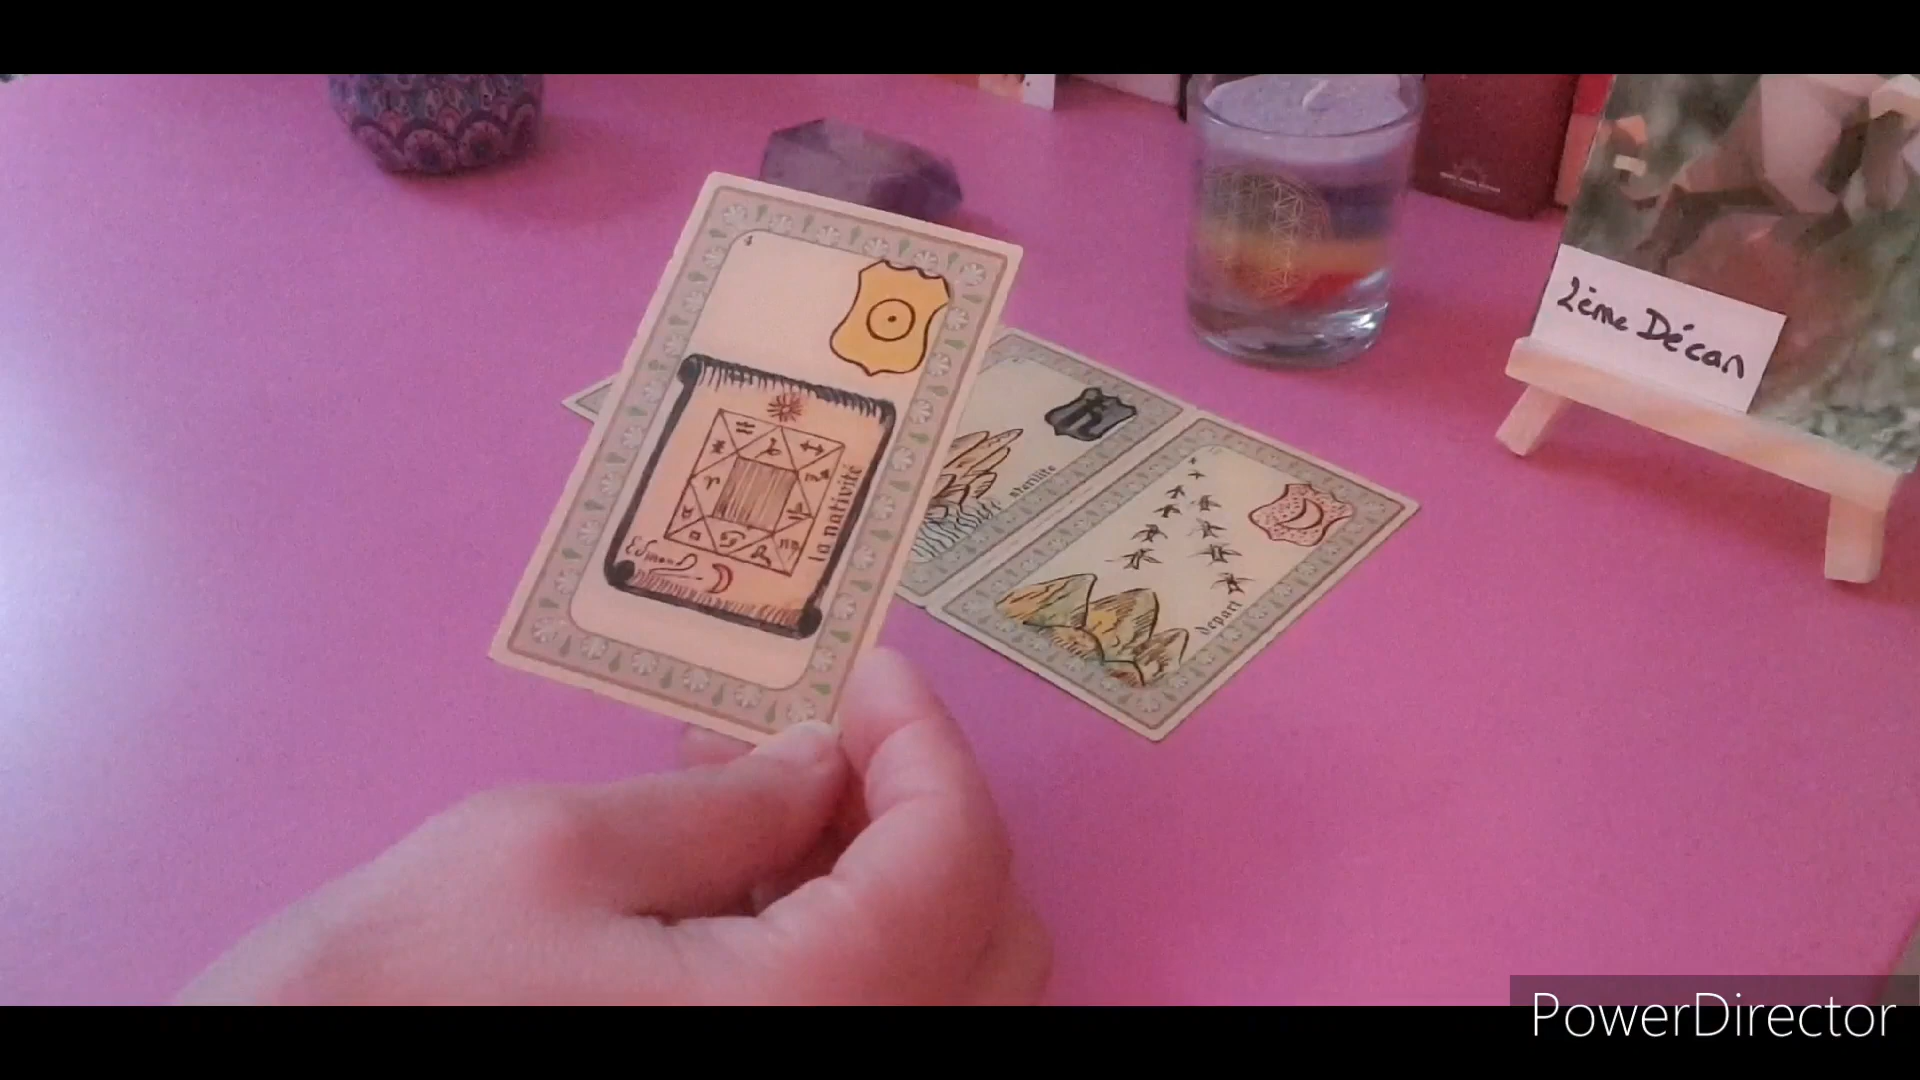 4
la nativité
Edmond
stérilité
départ
2ème Décan
PowerDirector